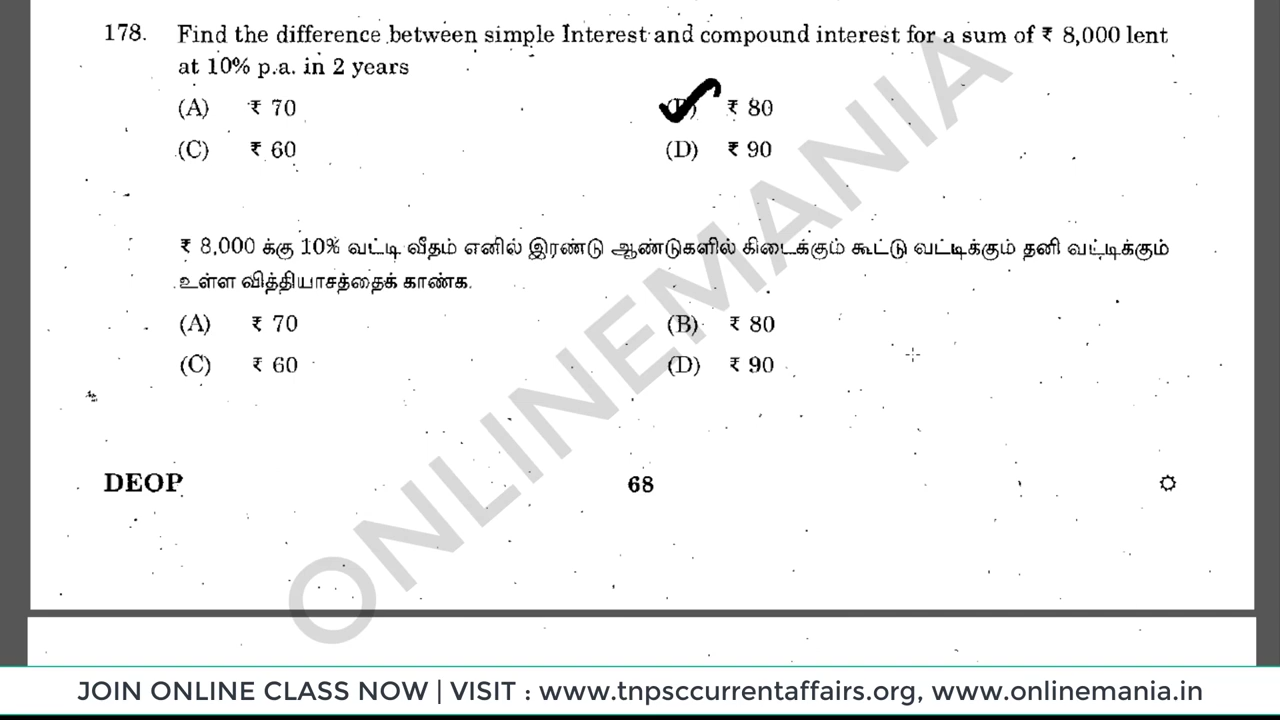 178. Find the difference between simple Interest and compound interest for a sum of ₹ 8,000 lent
at 10% p.a. in 2 years
(A) ₹ 70 ₹ 80
(C) ₹ 60 (D) ₹ 90
₹ 8,000 க்கு 10% வட்டி வீதம் எனில் இரண்டு ஆண்டுகளில் கிடைக்கும் கூட்டு வட்டிக்கும் தனி வட்டிக்கும்
உள்ள வித்தியாசத்தைக் காண்க.
(A) ₹ 70 (B) ₹ 80
(C) ₹ 60 (D) ₹ 90
ONLINEMANIA
DEOP 68
JOIN ONLINE CLASS NOW | VISIT : www.tnpsccurrentaffairs.org, www.onlinemania.in